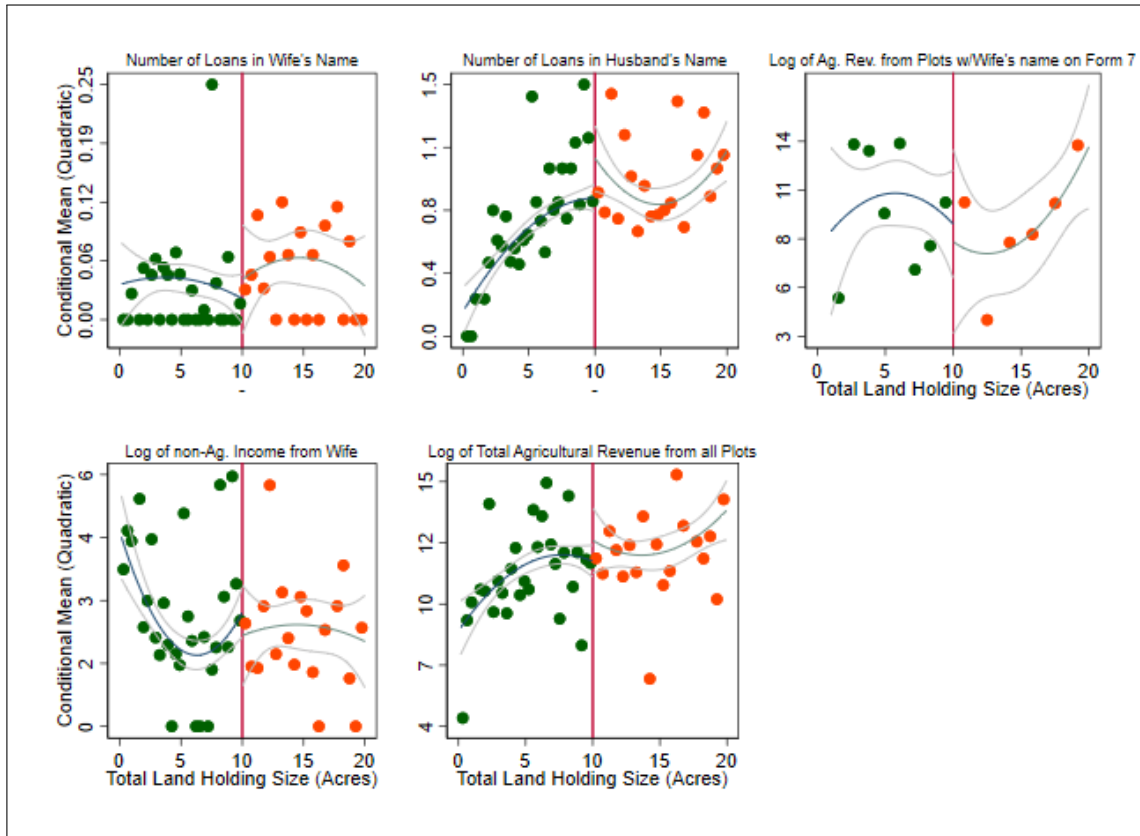 Number of Loans in Wife's Name
Number of Loans in Husband's Name
Log of Ag. Rev. from Plots w/Wife's name on Form 7
Conditional Mean (Quadratic)
0.25
0.19
0.12
0.06
0.00
0 5 10 15 20
-
1.5
1.1
0.8
0.4
0.0
0 5 10 15 20
-
14
11
8
6
3
0 5 10 15 20
Total Land Holding Size (Acres)
Log of non-Ag. Income from Wife
Log of Total Agricultural Revenue from all Plots
Conditional Mean (Quadratic)
6
4
3
2
0
0 5 10 15 20
Total Land Holding Size (Acres)
15
12
10
7
4
0 5 10 15 20
Total Land Holding Size (Acres)